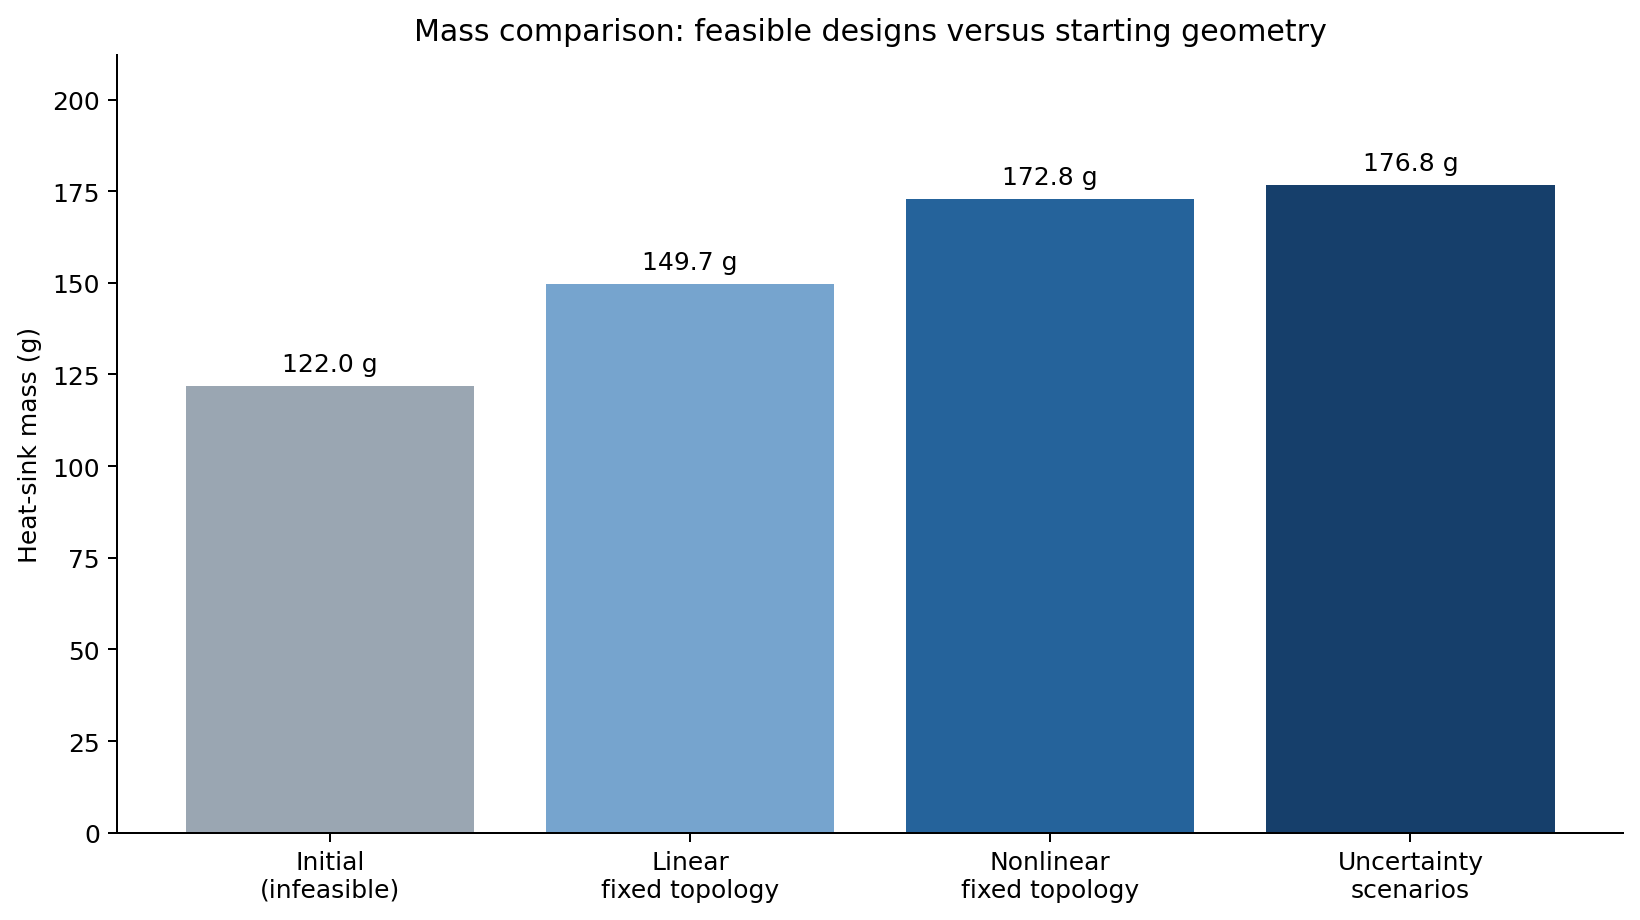 Mass comparison: feasible designs versus starting geometry
Heat-sink mass (g)
200
175
150
125
100
75
50
25
0
122.0 g
149.7 g
172.8 g
176.8 g
Initial
(infeasible)
Linear
fixed topology
Nonlinear
fixed topology
Uncertainty
scenarios